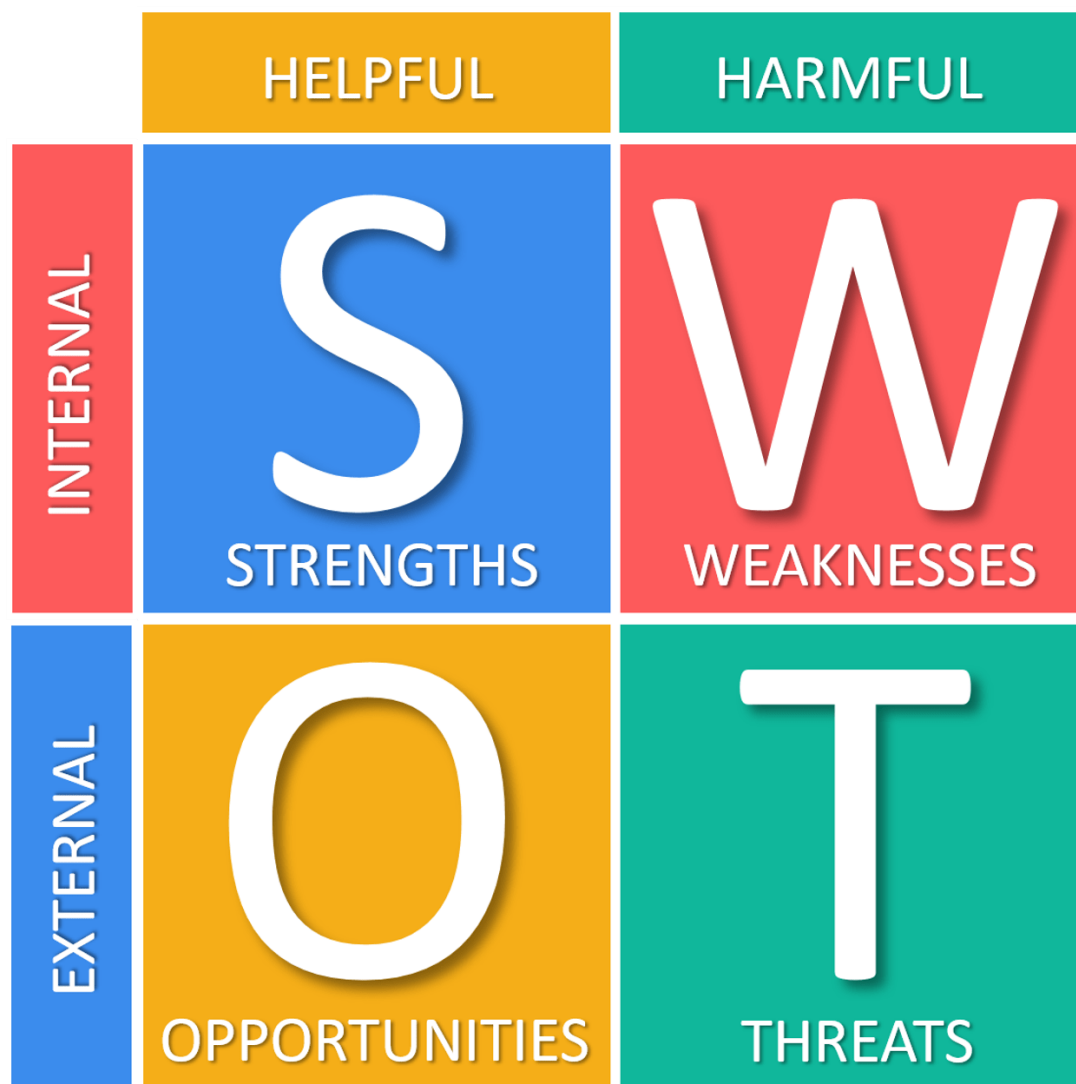 HELPFUL
HARMFUL
INTERNAL
S
STRENGTHS
W
WEAKNESSES
EXTERNAL
O
OPPORTUNITIES
T
THREATS